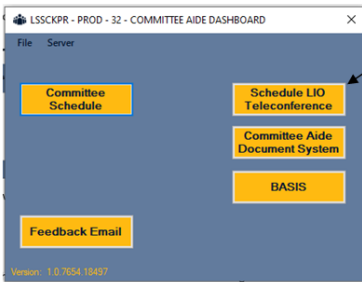 LSSCKPR - PROD - 32 - COMMITTEE AIDE DASHBOARD
File Server
Committee
Schedule
Schedule LIO
Teleconference
Committee Aide
Document System
BASIS
Feedback Email
Version: 1.0.7654.18497